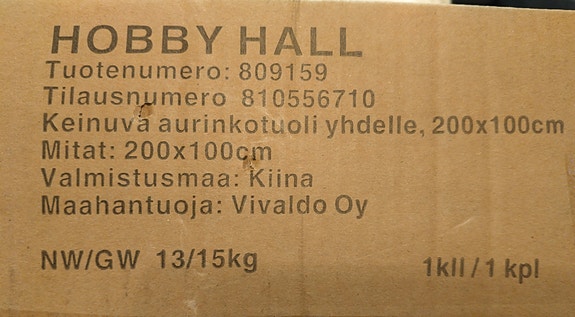 HOBBY HALL
Tuotenumero: 809159
Tilausnumero 810556710
Keinuva aurinkotuoli yhdelle, 200x100cm
Mitat: 200x100cm
Valmistusmaa: Kiina
Maahantuoja: Vivaldo Oy
NW/GW 13/15kg 1kll / 1 kpl